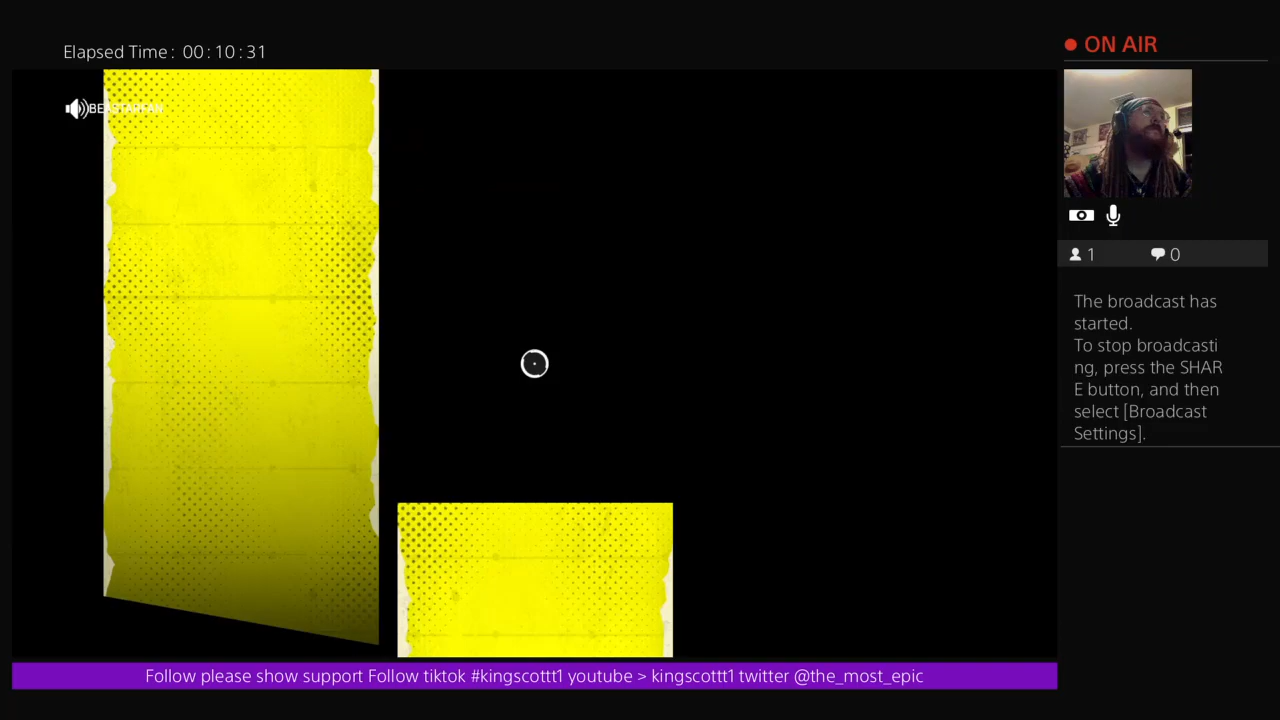 Elapsed Time: 00:10:31
ON AIR
1
0
The broadcast has
started.
To stop broadcasti
ng, press the SHAR
E button, and then
select [Broadcast
Settings].
Follow please show support Follow tiktok #kingscottt1 youtube > kingscottt1 twitter @the_most_epic